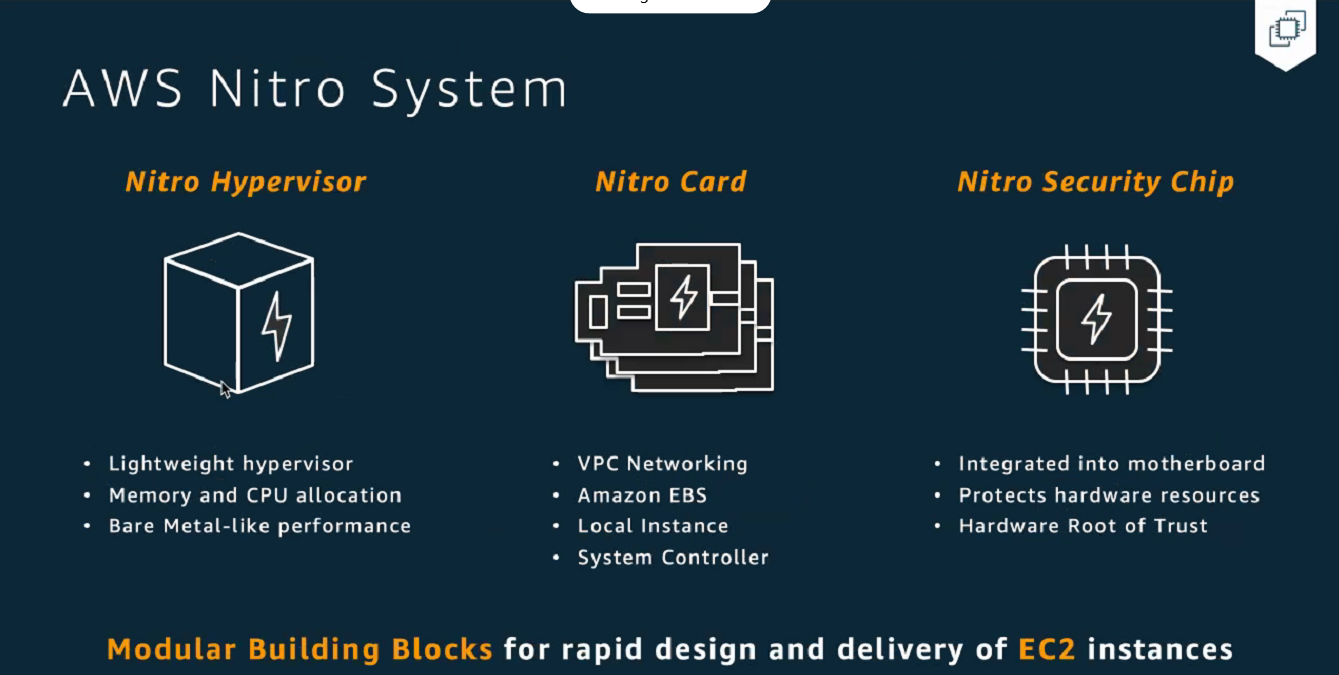 AWS Nitro System
Nitro Hypervisor
• Lightweight hypervisor
• Memory and CPU allocation
• Bare Metal-like performance
Nitro Card
• VPC Networking
• Amazon EBS
• Local Instance
• System Controller
Nitro Security Chip
• Integrated into motherboard
• Protects hardware resources
• Hardware Root of Trust
Modular Building Blocks for rapid design and delivery of EC2 instances